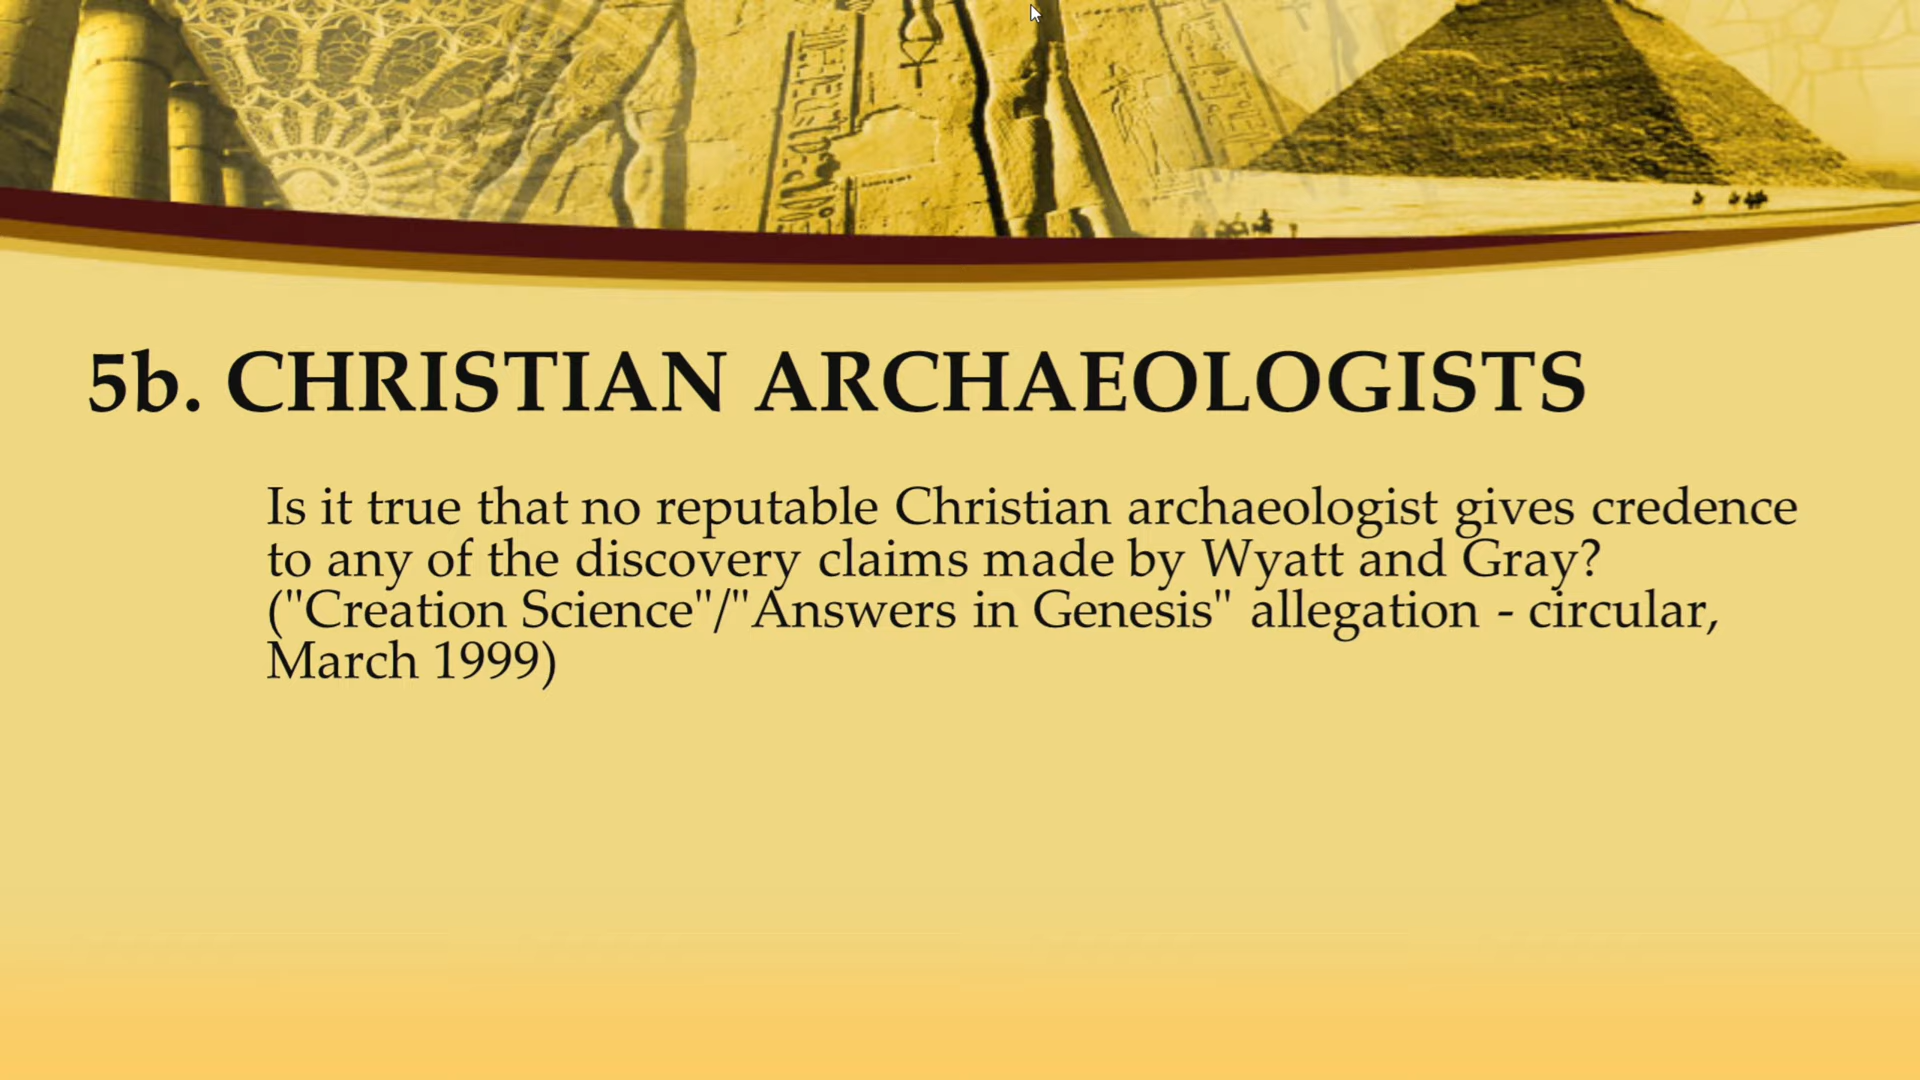 5b. CHRISTIAN ARCHAEOLOGISTS
Is it true that no reputable Christian archaeologist gives credence
to any of the discovery claims made by Wyatt and Gray?
("Creation Science"/"Answers in Genesis" allegation - circular,
March 1999)